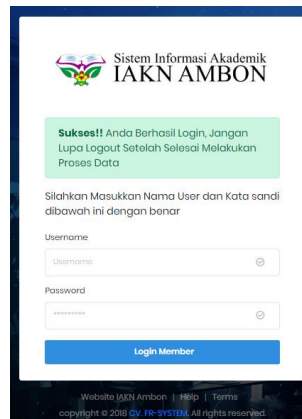 Sistem Informasi Akademik
IAKN AMBON
Sukses!! Anda Berhasil Login, Jangan
Lupa Logout Setelah Selesai Melakukan
Proses Data
Silahkan Masukkan Nama User dan Kata sandi
dibawah ini dengan benar
Username
Username
Password
*********
Login Member
Website IAKN Ambon | Help | Terms
copyright © 2018 CV. FR-SYSTEM. All rights reserved.